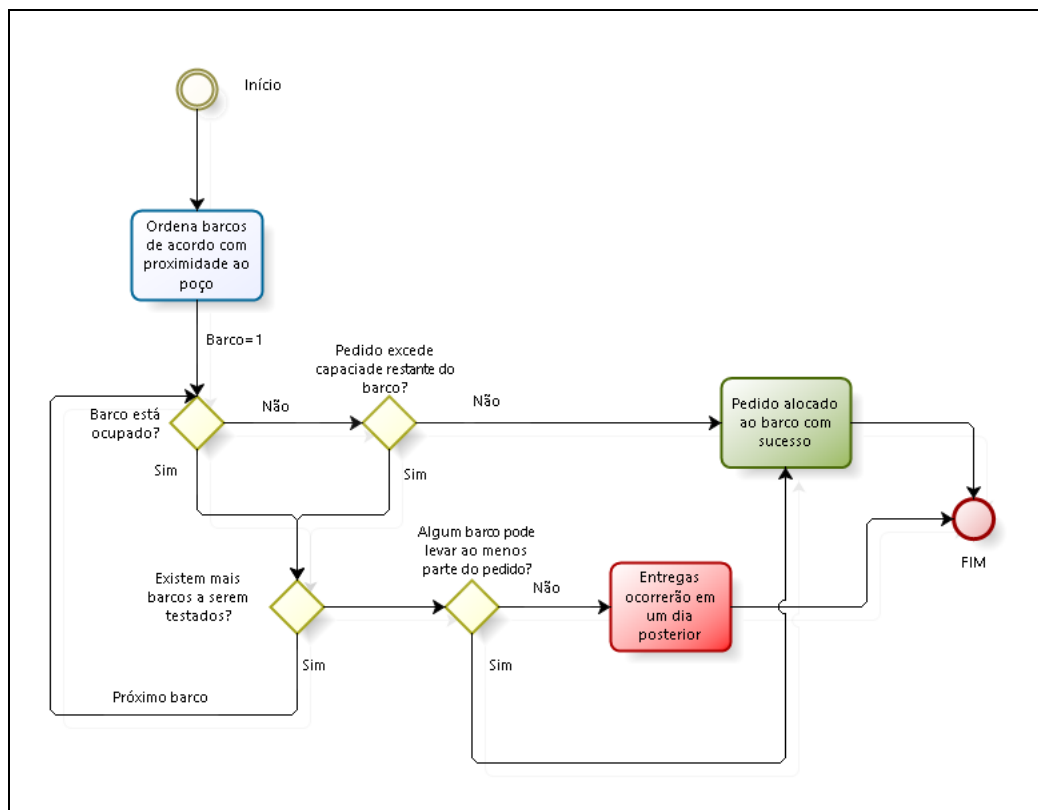 Início
Ordena barcos
de acordo com
proximidade ao
poço
Barco=1
Pedido excede
capaciade restante do
barco?
Barco está
ocupado?
Não
Não
Pedido alocado
ao barco com
sucesso
Sim
Sim
Algum barco pode
levar ao menos
parte do pedido?
Existem mais
barcos a serem
testados?
Não
Entregas
ocorrerão em
um dia
posterior
FIM
Sim
Sim
Próximo barco